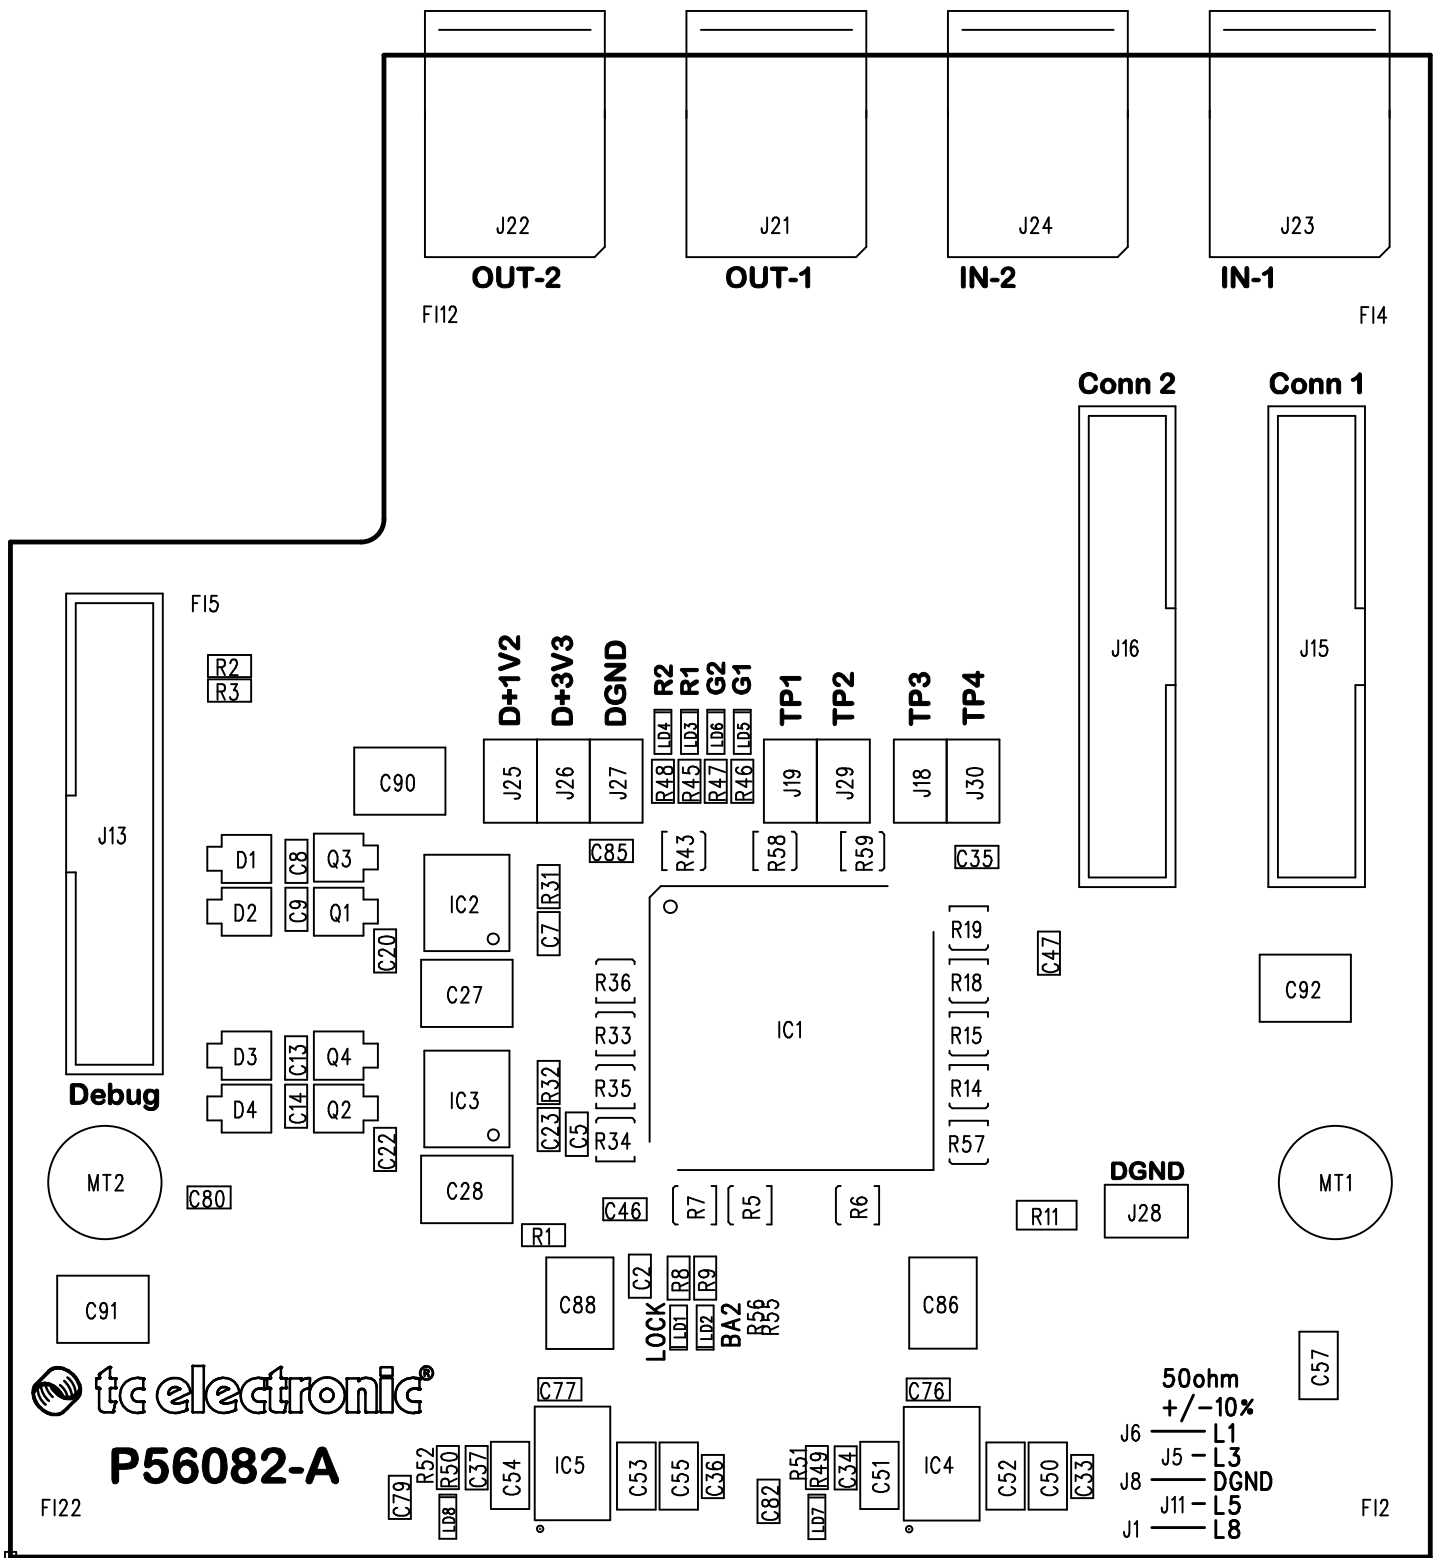 J22 J21 J24 J23
OUT-2 OUT-1 IN-2 IN-1
FI12 FI4
Conn 2 Conn 1
J16 J15
FI5
R2
R3
J13
Debug
D+1V2 D+3V3 DGND R2 R1 G2 G1 TP1 TP2 TP3 TP4
LD4 LD3 LD6 LD5
J25 J26 J27 R48 R45 R47 R46 J19 J29 J18 J30
C90
C85 R43 R58 R59 C35
D1 C8 Q3
D2 C9 Q1
C20
IC2 R31
C7
C27
R36
R33
R35
R34
IC1
R19
R18
R15
R14
R57
C47
C92
D3 C13 Q4
D4 C14 Q2
C22
IC3 R32
C23 C5
C28
MT2
C80
C46 R7 R5 R6
R1
R11
DGND
J28
MT1
C91
C88 C2 R8 R9
LOCK LD1 LD2 BA2 R56 R55
C86
C57
tc electronic®
P56082-A
FI22
C77
C79 R52 R50 C37 C54 IC5 C53 C55 C36
LD8
C76
C82 R51 R49 C34 C51 IC4 C52 C50 C33
LD7
50ohm
+/-10%
J6 L1
J5 L3
J8 DGND
J11 L5
J1 L8
FI2